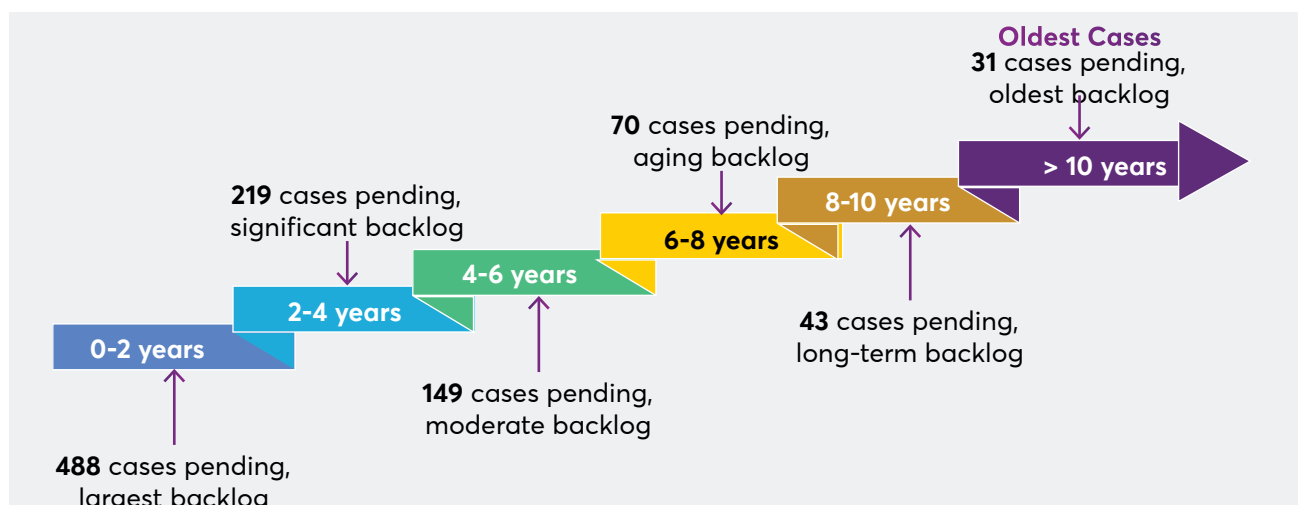 Oldest Cases
31 cases pending,
oldest backlog
70 cases pending,
aging backlog
> 10 years
219 cases pending,
significant backlog
8-10 years
6-8 years
4-6 years
2-4 years
43 cases pending,
long-term backlog
0-2 years
149 cases pending,
moderate backlog
488 cases pending,
largest backlog